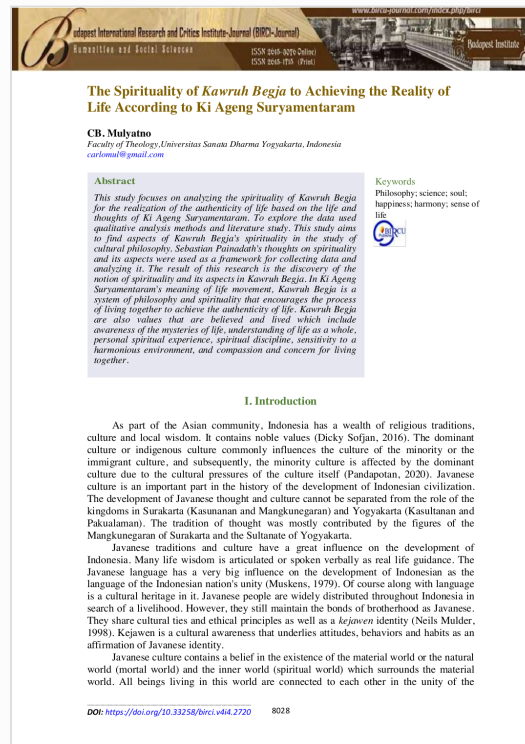 www.bircu-journal.com/index.php/birci
Budapest International Research and Critics Institute-Journal (BIRCI-Journal)
Humanities and Social Sciences
ISSN 2615-3076 Online)
ISSN 2615-1715 (Print)
Budapest Institute
The Spirituality of Kawruh Begja to Achieving the Reality of
Life According to Ki Ageng Suryamentaram
CB. Mulyatno
Faculty of Theology,Universitas Sanata Dharma Yogyakarta, Indonesia
carlomul@gmail.com
Abstract
This study focuses on analyzing the spirituality of Kawruh Begja
for the realization of the authenticity of life based on the life and
thoughts of Ki Ageng Suryamentaram. To explore the data used
qualitative analysis methods and literature study. This study aims
to find aspects of Kawruh Begja's spirituality in the study of
cultural philosophy. Sebastian Painadath's thoughts on spirituality
and its aspects were used as a framework for collecting data and
analyzing it. The result of this research is the discovery of the
notion of spirituality and its aspects in Kawruh Begja. In Ki Ageng
Suryamentaram's meaning of life movement, Kawruh Begja is a
system of philosophy and spirituality that encourages the process
of living together to achieve the authenticity of life. Kawruh Begja
are also values that are believed and lived which include
awareness of the mysteries of life, understanding of life as a whole,
personal spiritual experience, spiritual discipline, sensitivity to a
harmonious environment, and compassion and concern for living
together.
Keywords
Philosophy; science; soul;
happiness; harmony; sense of
life
BIRCU
I. Introduction
As part of the Asian community, Indonesia has a wealth of religious traditions,
culture and local wisdom. It contains noble values (Dicky Sofjan, 2016). The dominant
culture or indigenous culture commonly influences the culture of the minority or the
immigrant culture, and subsequently, the minority culture is affected by the dominant
culture due to the cultural pressures of the culture itself (Pandapotan, 2020). Javanese
culture is an important part in the history of the development of Indonesian civilization.
The development of Javanese thought and culture cannot be separated from the role of the
kingdoms in Surakarta (Kasunanan and Mangkunegaran) and Yogyakarta (Kasultanan and
Pakualaman). The tradition of thought was mostly contributed by the figures of the
Mangkunegaran of Surakarta and the Sultanate of Yogyakarta.
Javanese traditions and culture have a great influence on the development of
Indonesia. Many life wisdom is articulated or spoken verbally as real life guidance. The
Javanese language has a very big influence on the development of Indonesian as the
language of the Indonesian nation's unity (Muskens, 1979). Of course along with language
is a cultural heritage in it. Javanese people are widely distributed throughout Indonesia in
search of a livelihood. However, they still maintain the bonds of brotherhood as Javanese.
They share cultural ties and ethical principles as well as a kejawen identity (Neils Mulder,
1998). Kejawen is a cultural awareness that underlies attitudes, behaviors and habits as an
affirmation of Javanese identity.
Javanese culture contains a belief in the existence of the material world or the natural
world (mortal world) and the inner world (spiritual world) which surrounds the material
world. All beings living in this world are connected to each other in the unity of the
DOI: https://doi.org/10.33258/birci.v4i4.2720
8028